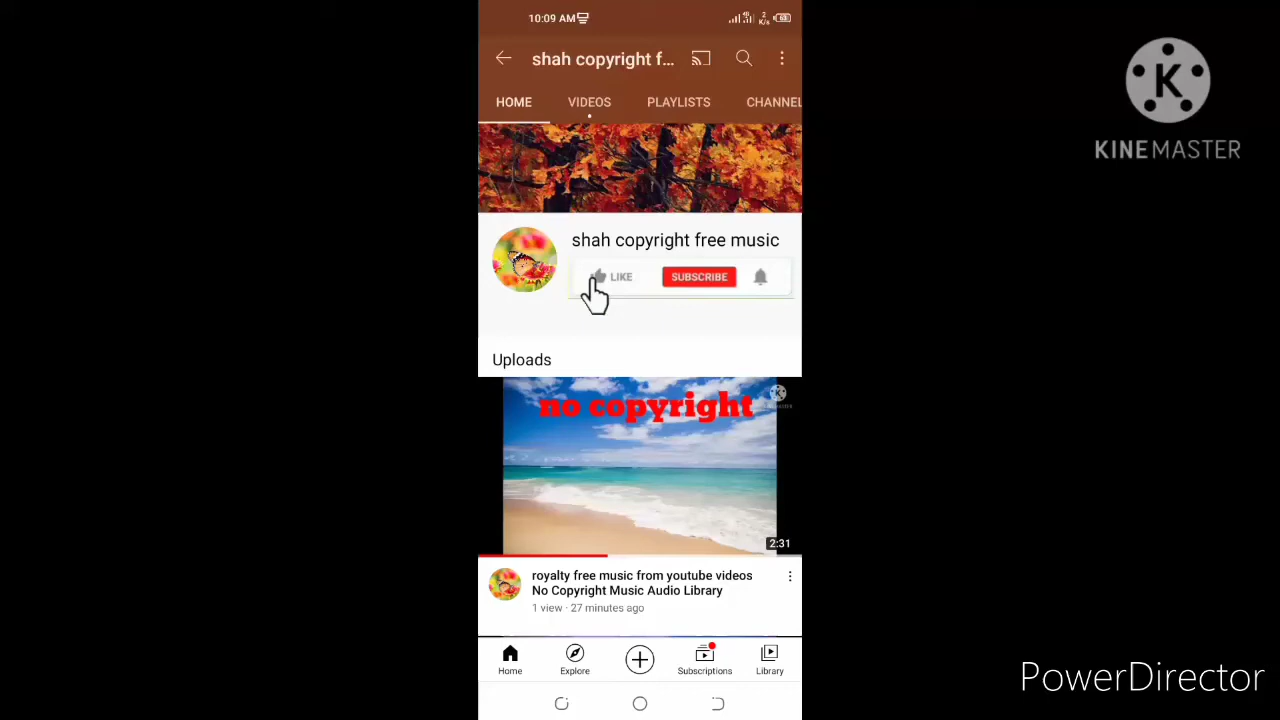 10:09 AM
2
K/s
63
shah copyright f...
HOME VIDEOS PLAYLISTS CHANNEL
K
KINEMASTER
shah copyright free music
LIKE SUBSCRIBE
Uploads
no copyright
2:31
royalty free music from youtube videos
No Copyright Music Audio Library
1 view · 27 minutes ago
Home Explore Subscriptions Library
PowerDirector